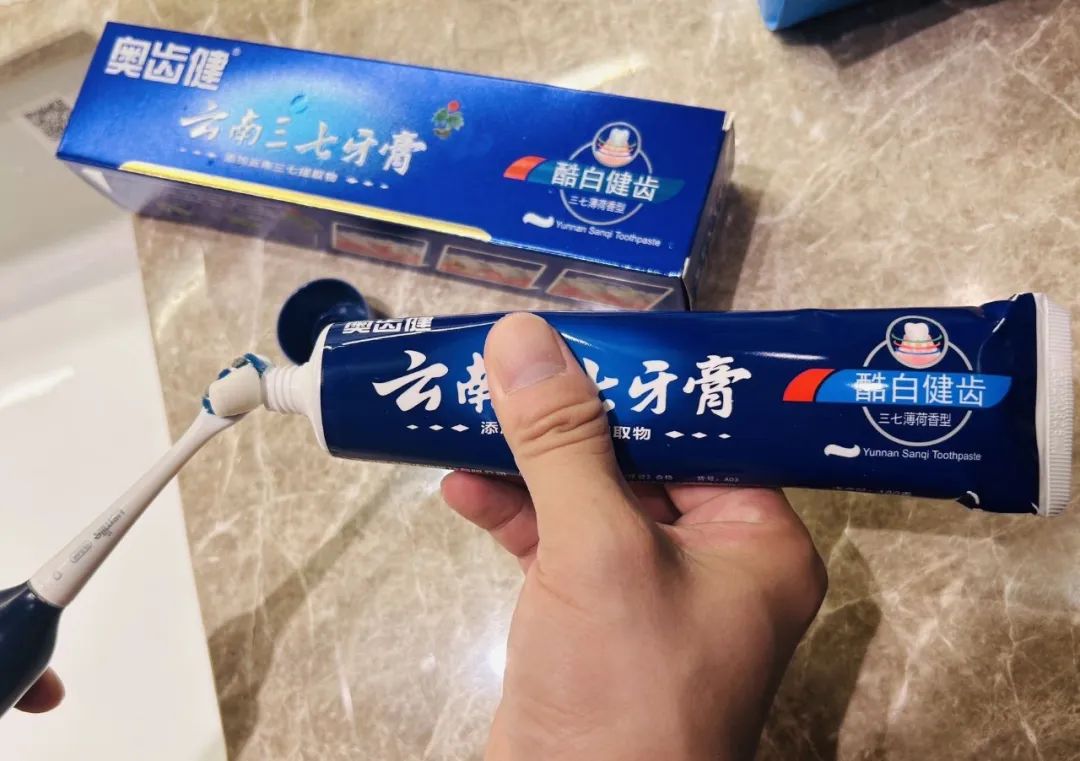 奥齿健®
云南三七牙膏
添加云南三七提取物
酷白健齿
三七薄荷香型
Yunnan Sanqi Toothpaste
奥齿健
云南七牙膏
添取物
酷白健齿
三七薄荷香型
Yunnan Sanqi Toothpaste